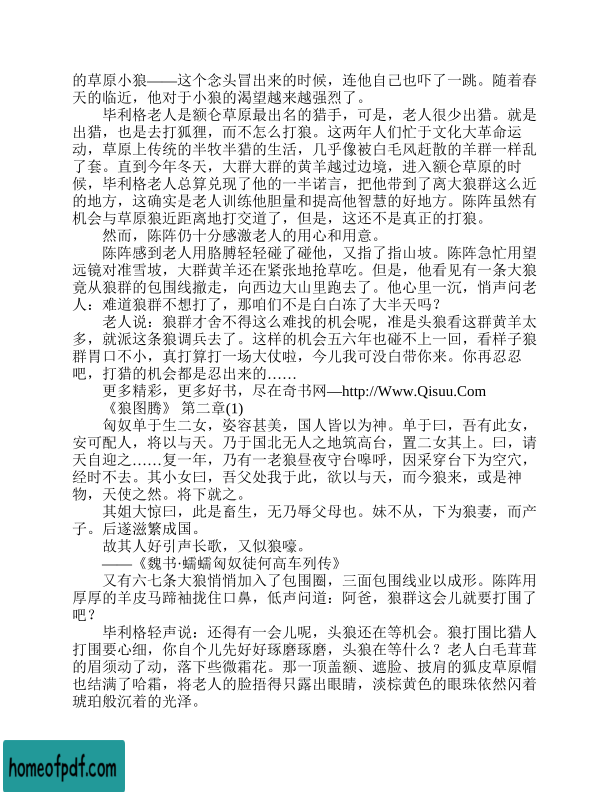 的草原小狼——这个念头冒出来的时候，连他自己也吓了一跳。随着春
天的临近，他对于小狼的渴望越来越强烈了。
毕利格老人是额仑草原最出名的猎手，可是，老人很少出猎。就是
出猎，也是去打狐狸，而不怎么打狼。这两年人们忙于文化大革命运
动，草原上传统的半牧半猎的生活，几乎像被白毛风赶散的羊群一样乱
了套。直到今年冬天，大群大群的黄羊越过边境，进入额仑草原的时
候，毕利格老人总算兑现了他的一半诺言，把他带到了离大狼群这么近
的地方，这确实是老人训练他胆量和提高他智慧的好地方。陈阵虽然有
机会与草原狼近距离地打交道了，但是，这还不是真正的打狼。
然而，陈阵仍十分感激老人的用心和用意。
陈阵感到老人用胳膊轻轻碰了碰他，又指了指山坡。陈阵急忙用望
远镜对准雪坡，大群黄羊还在紧张地抢草吃。但是，他看见有一条大狼
竟从狼群的包围线撤走，向西边大山里跑去了。他心里一沉，悄声问老
人：难道狼群不想打了，那咱们不是白白冻了大半天吗？
老人说：狼群才舍不得这么难找的机会呢，准是头狼看这群黄羊太
多，就派这条狼调兵去了。这样的机会五六年也碰不上一回，看样子狼
群胃口不小，真打算打一场大仗啦，今儿我可没白带你来。你再忍忍
吧，打猎的机会都是忍出来的……
更多精彩，更多好书，尽在奇书网—http://Www.Qisuu.Com
《狼图腾》 第二章(1)
匈奴单于生二女，姿容甚美，国人皆以为神。单于曰，吾有此女，
安可配人，将以与天。乃于国北无人之地筑高台，置二女其上。曰，请
天自迎之……复一年，乃有一老狼昼夜守台嗥呼，因采穿台下为空穴，
经时不去。其小女曰，吾父处我于此，欲以与天，而今狼来，或是神
物，天使之然。将下就之。
其姐大惊曰，此是畜生，无乃辱父母也。妹不从，下为狼妻，而产
子。后遂滋繁成国。
故其人好引声长歌，又似狼嚎。
——《魏书·蠕蠕匈奴徒何高车列传》
又有六七条大狼悄悄加入了包围圈，三面包围线业以成形。陈阵用
厚厚的羊皮马蹄袖拢住口鼻，低声问道：阿爸，狼群这会儿就要打围了
吧？
毕利格轻声说：还得有一会儿呢，头狼还在等机会。狼打围比猎人
打围要心细，你自个儿先好好琢磨琢磨，头狼在等什么？老人白毛茸茸
的眉须动了动，落下些微霜花。那一顶盖额、遮脸、披肩的狐皮草原帽
也结满了哈霜，将老人的脸捂得只露出眼睛，淡棕黄色的眼珠依然闪着
琥珀般沉着的光泽。
homeofpdf.com